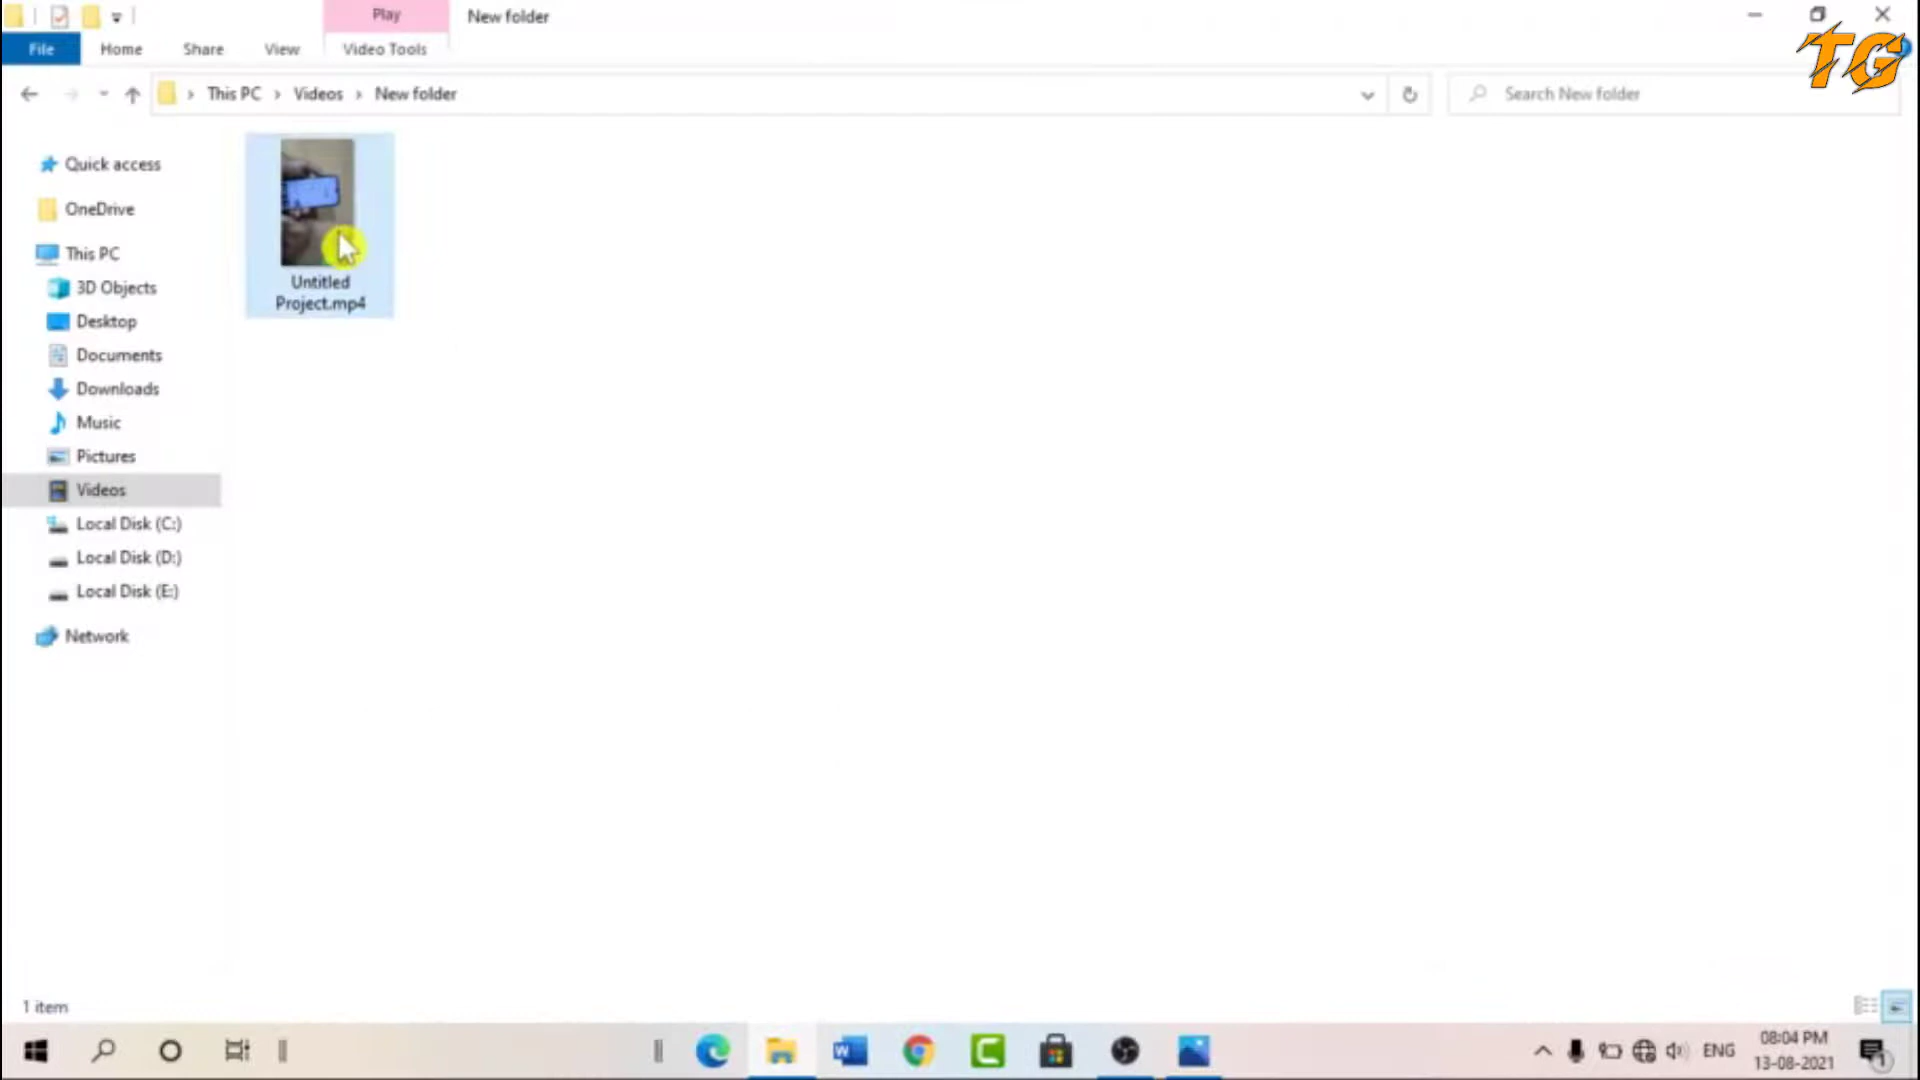 Play
New folder
TG
File
Home
Share
View
Video Tools
This PC
Videos
New folder
Search New folder
Quick access
OneDrive
This PC
3D Objects
Desktop
Documents
Downloads
Music
Pictures
Videos
Local Disk (C:)
Local Disk (D:)
Local Disk (E:)
Network
Untitled
Project.mp4
1 item
ENG
08:04 PM
13-08-2021
1